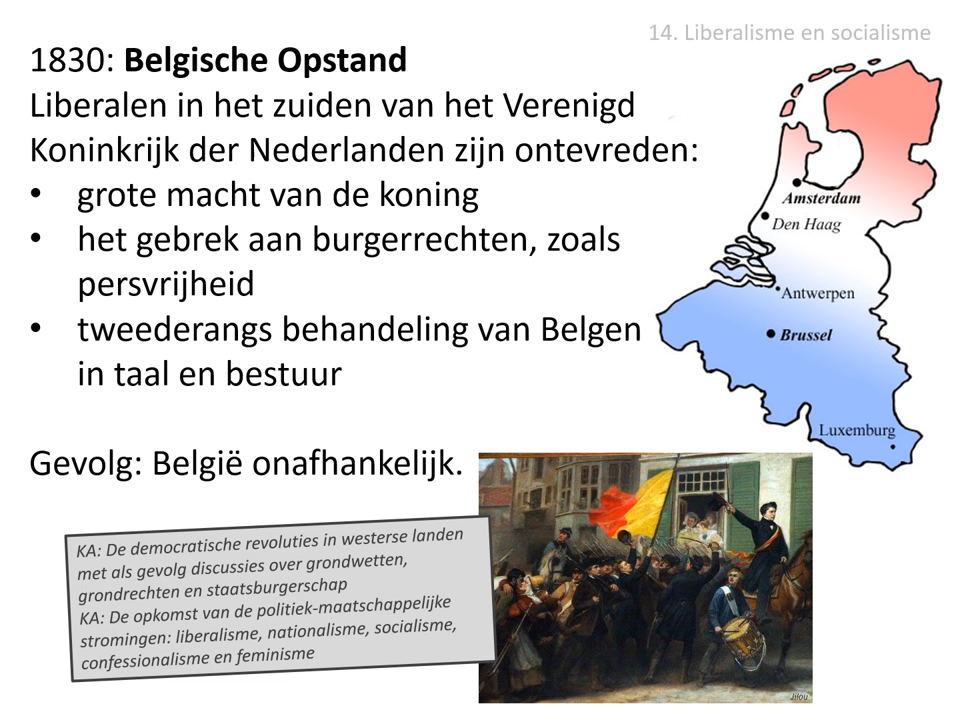 14. Liberalisme en socialisme
1830: Belgische Opstand
Liberalen in het zuiden van het Verenigd
Koninkrijk der Nederlanden zijn ontevreden:
• grote macht van de koning
• het gebrek aan burgerrechten, zoals
persvrijheid
• tweederangs behandeling van Belgen
in taal en bestuur
Gevolg: België onafhankelijk.
Amsterdam
Den Haag
Antwerpen
Brussel
Luxemburg
KA: De democratische revoluties in westerse landen
met als gevolg discussies over grondwetten,
grondrechten en staatsburgerschap
KA: De opkomst van de politiek-maatschappelijke
stromingen: liberalisme, nationalisme, socialisme,
confessionalisme en feminisme
Jilou